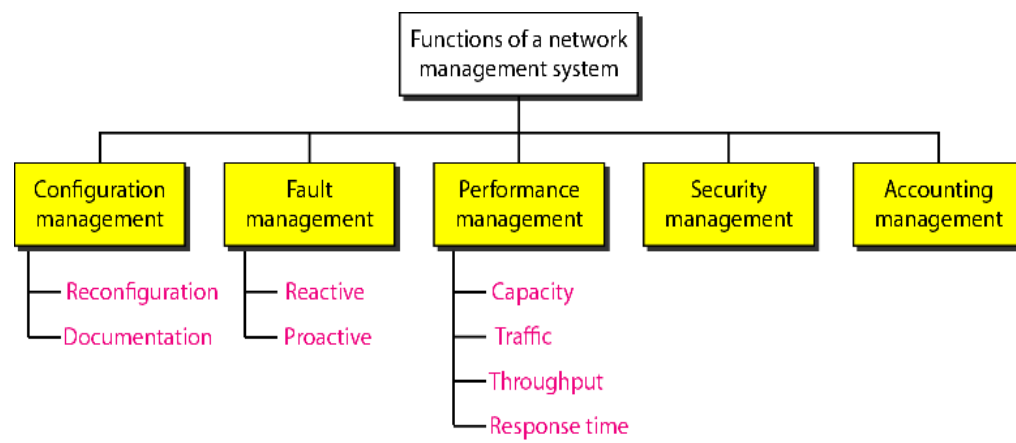 Functions of a network
management system
Configuration
management
Fault
management
Performance
management
Security
management
Accounting
management
Reconfiguration
Documentation
Reactive
Proactive
Capacity
Traffic
Throughput
Response time